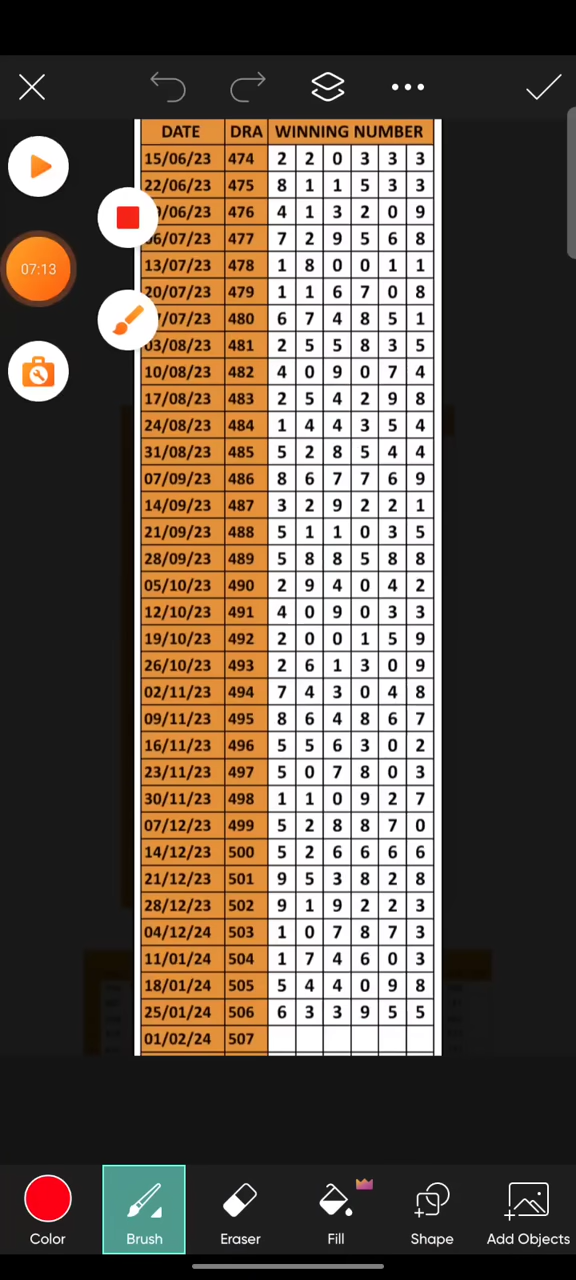 DATE DRA WINNING NUMBER
15/06/23 474 2 2 0 3 3 3
22/06/23 475 8 1 1 5 3 3
/06/23 476 4 1 3 2 0 9
06/07/23 477 7 2 9 5 6 8
13/07/23 478 1 8 0 0 1 1
20/07/23 479 1 1 6 7 0 8
/07/23 480 6 7 4 8 5 1
03/08/23 481 2 5 5 8 3 5
10/08/23 482 4 0 9 0 7 4
17/08/23 483 2 5 4 2 9 8
24/08/23 484 1 4 4 3 5 4
31/08/23 485 5 2 8 5 4 4
07/09/23 486 8 6 7 7 6 9
14/09/23 487 3 2 9 2 2 1
21/09/23 488 5 1 1 0 3 5
28/09/23 489 5 8 8 5 8 8
05/10/23 490 2 9 4 0 4 2
12/10/23 491 4 0 9 0 3 3
19/10/23 492 2 0 0 1 5 9
26/10/23 493 2 6 1 3 0 9
02/11/23 494 7 4 3 0 4 8
09/11/23 495 8 6 4 8 6 7
16/11/23 496 5 5 6 3 0 2
23/11/23 497 5 0 7 8 0 3
30/11/23 498 1 1 0 9 2 7
07/12/23 499 5 2 8 8 7 0
14/12/23 500 5 2 6 6 6 6
21/12/23 501 9 5 3 8 2 8
28/12/23 502 9 1 9 2 2 3
04/12/24 503 1 0 7 8 7 3
11/01/24 504 1 7 4 6 0 3
18/01/24 505 5 4 4 0 9 8
25/01/24 506 6 3 3 9 5 5
01/02/24 507
07:13
Color Brush Eraser Fill Shape Add Objects